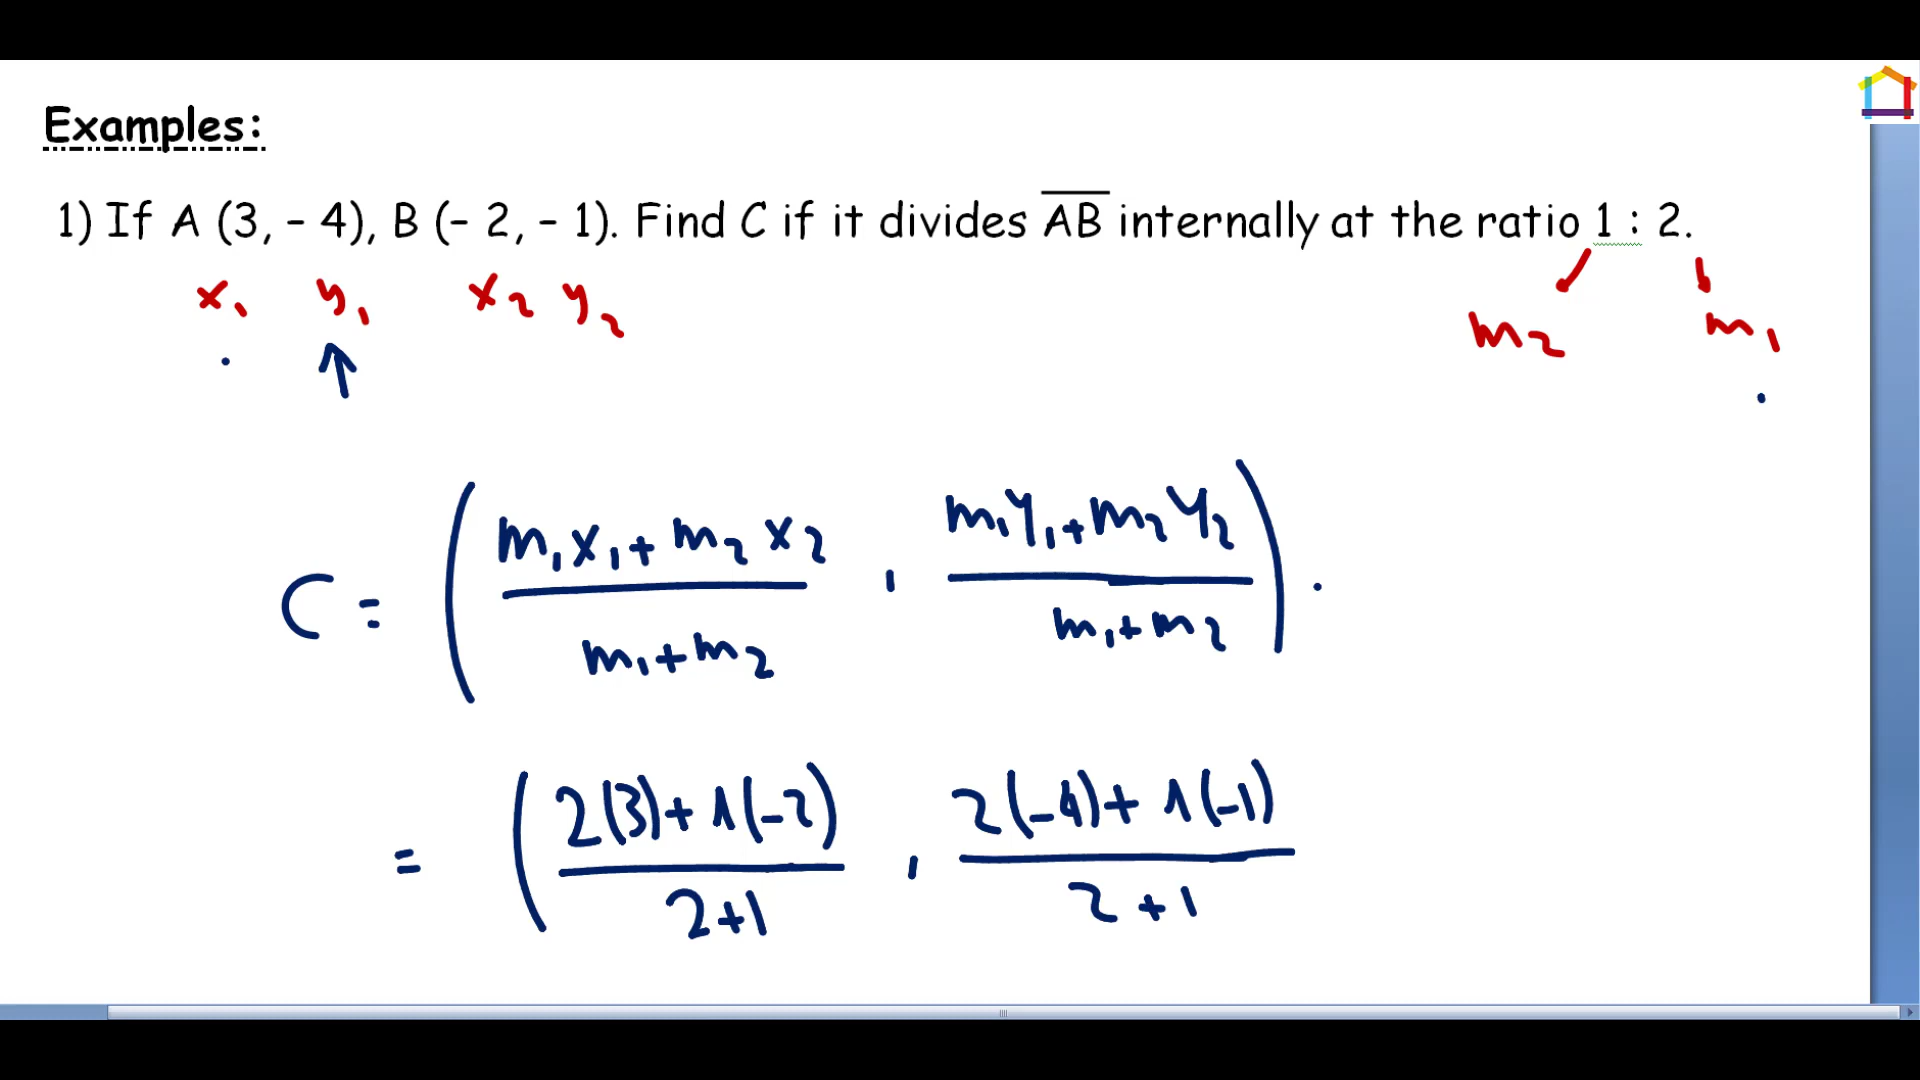 Examples:
1) If A (3, – 4), B (– 2, – 1). Find C if it divides A̅B̅ internally at the ratio 1 : 2.
x₁ y₁ x₂ y₂ m₂ m₁
C = ( (m₁x₁ + m₂x₂)/(m₁ + m₂) , (m₁y₁ + m₂y₂)/(m₁ + m₂) ) .
= ( (2(3) + 1(-2))/(2+1) , (2(-4) + 1(-1))/(2+1)